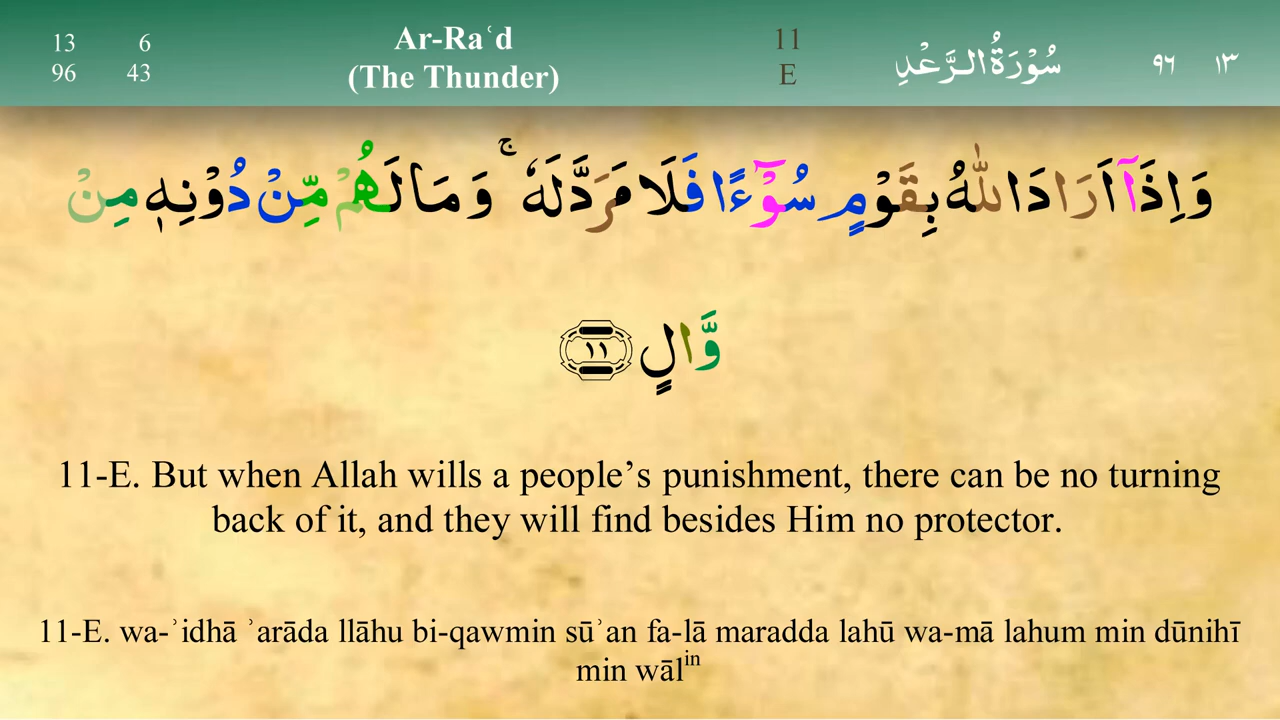 13 6 Ar-Raʿd 11 سُوْرَةُ الرَّعْدِ ٩٦ ١٣
96 43 (The Thunder) E
وَاِذَآ اَرَادَ اللّٰهُ بِقَوْمٍ سُوْٓءًا فَلَا مَرَدَّ لَهٗ ۚ وَمَا لَهُمْ مِّنْ دُوْنِهٖ مِنْ
وَّالٍ ١١
11-E. But when Allah wills a people’s punishment, there can be no turning
back of it, and they will find besides Him no protector.
11-E. wa-ʾidhā ʾarāda llāhu bi-qawmin sūʾan fa-lā maradda lahū wa-mā lahum min dūnihī
min wālin